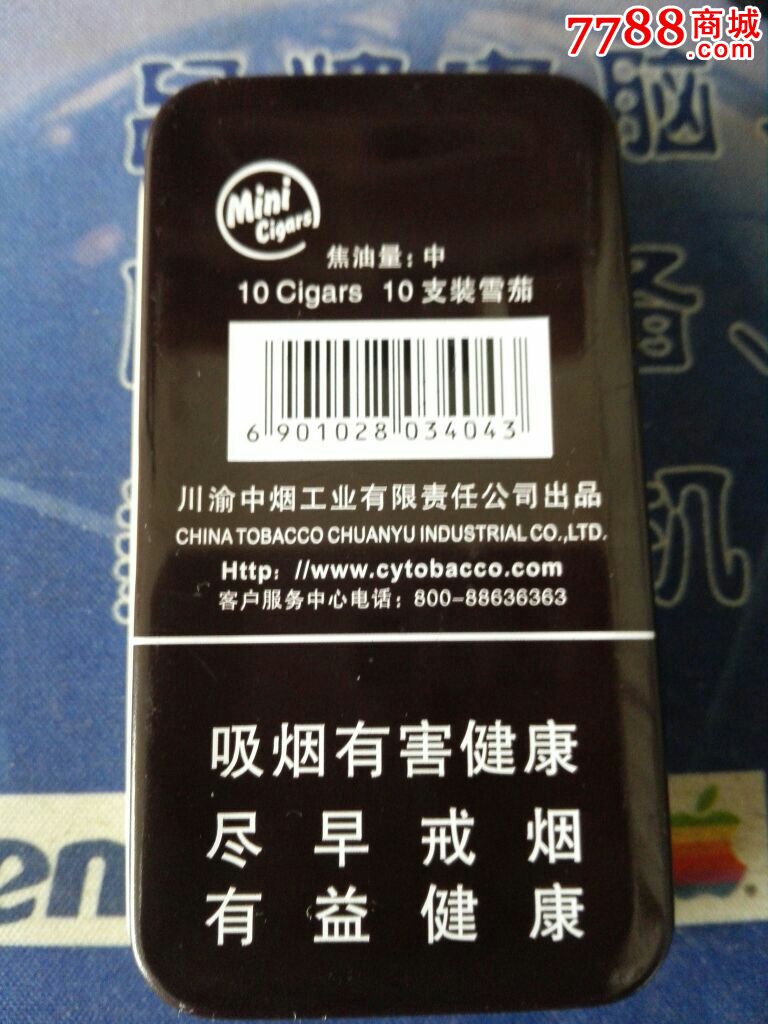 7788商城
.com
Mini
Cigars
焦油量：中
10 Cigars 10 支装雪茄
6 901028 034043
川渝中烟工业有限责任公司出品
CHINA TOBACCO CHUANYU INDUSTRIAL CO.,LTD.
Http: //www.cytobacco.com
客户服务中心电话：800-88636363
吸烟有害健康
尽早戒烟
有益健康